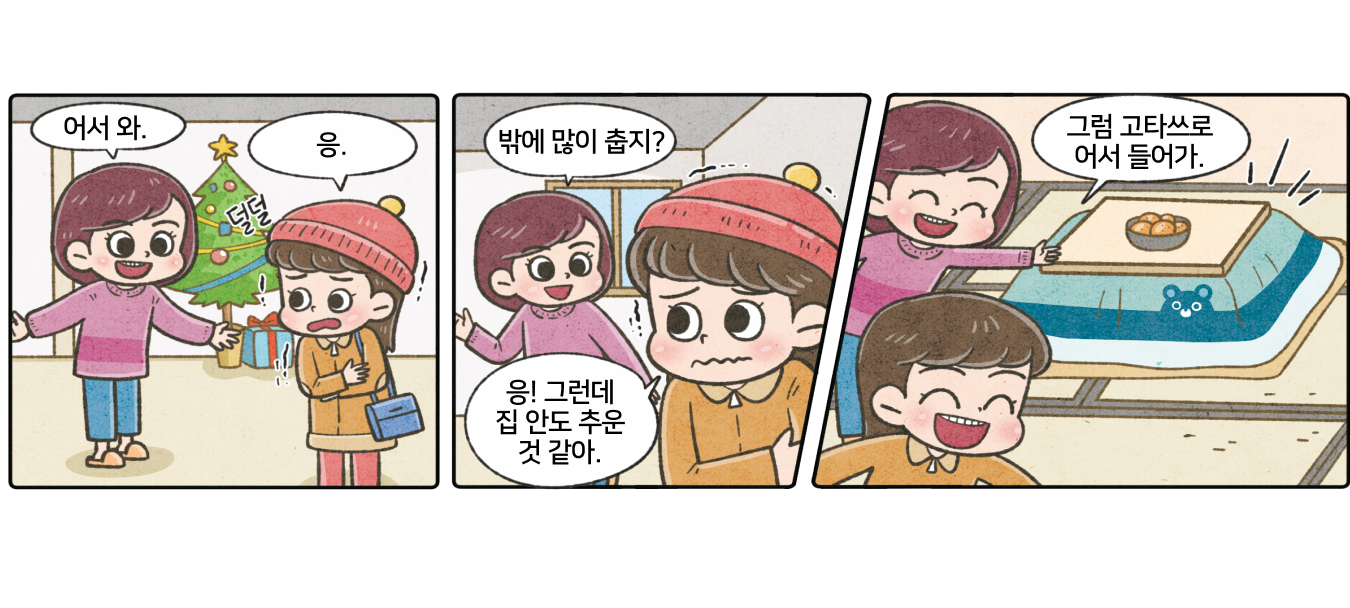 어서 와.
응.
덜덜
밖에 많이 춥지?
응! 그런데
집 안도 추운
것 같아.
그럼 고타쓰로
어서 들어가.